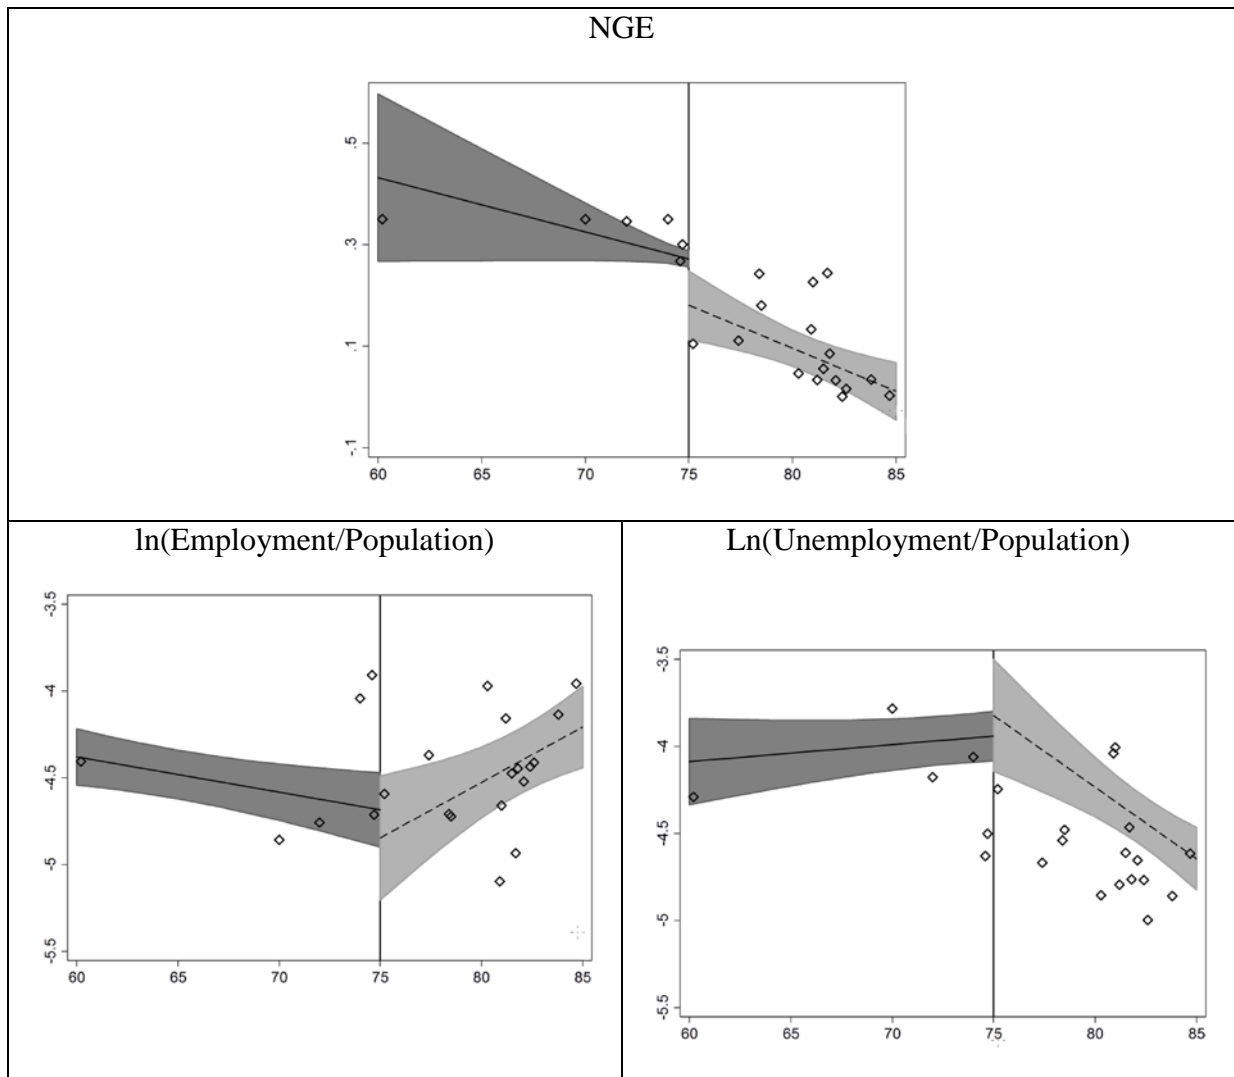 NGE
.5
.3
.1
-.1
60 65 70 75 80 85
ln(Employment/Population)
-3.5
-4
-4.5
-5
-5.5
60 65 70 75 80 85
Ln(Unemployment/Population)
-3.5
-4
-4.5
-5
-5.5
60 65 70 75 80 85